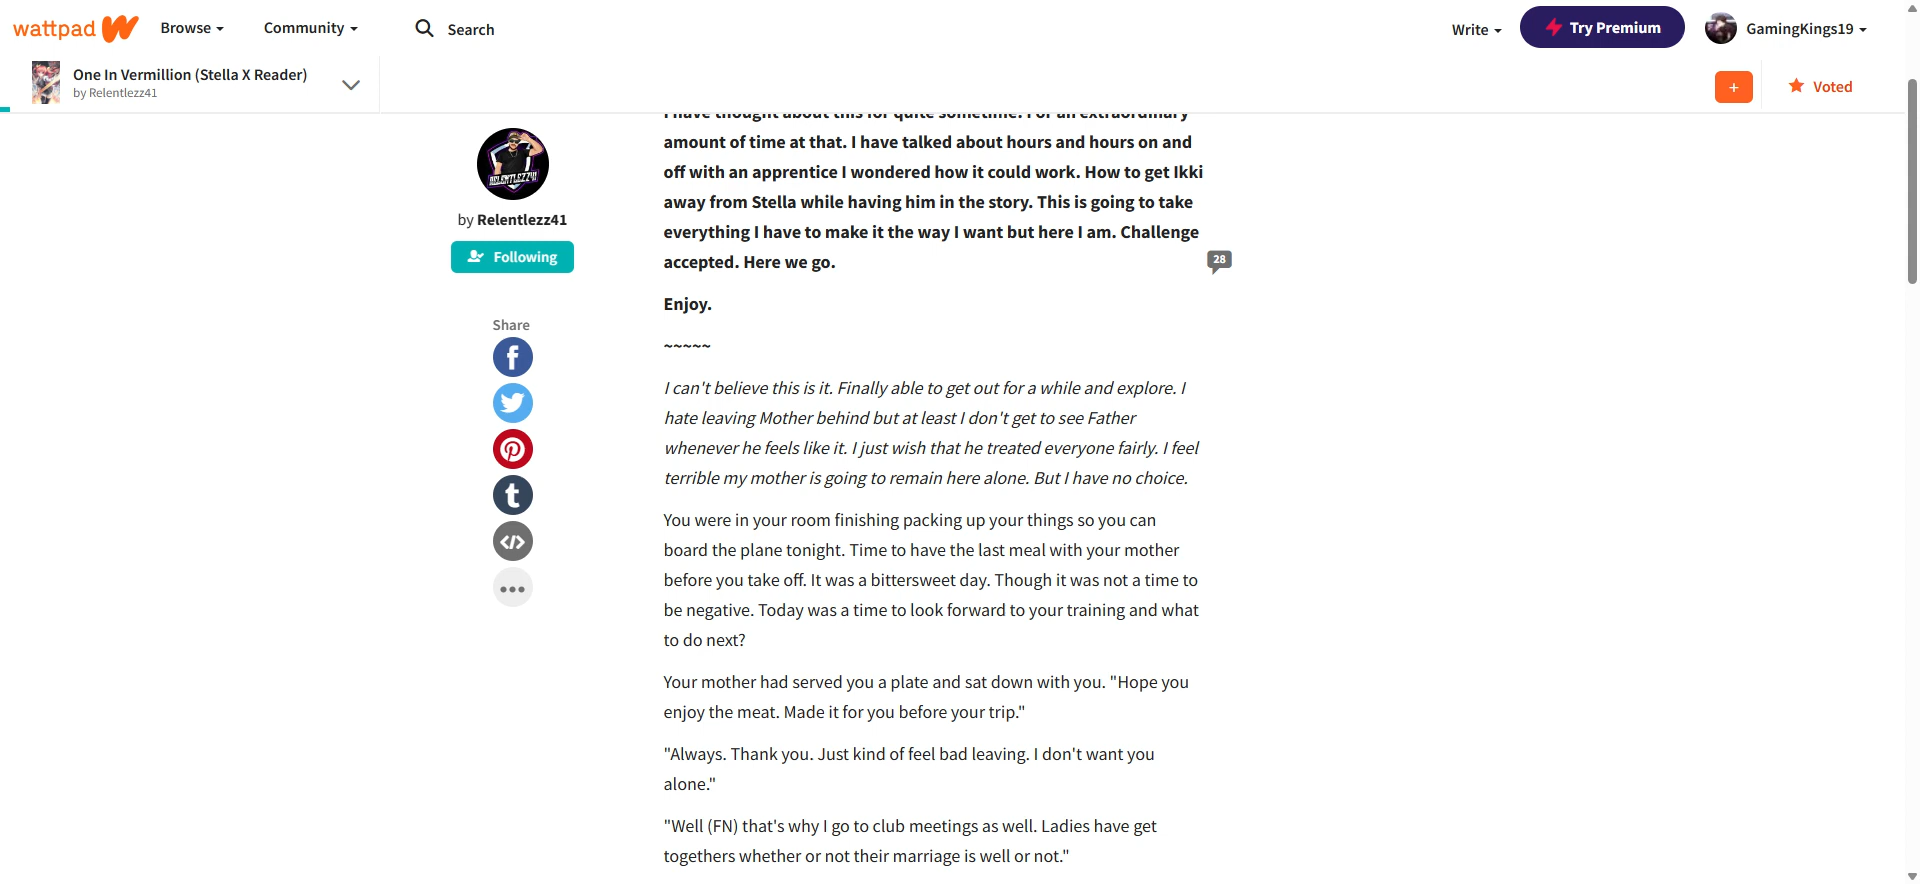 wattpad
Browse
Community
Search
Write
Try Premium
GamingKings19
One In Vermillion (Stella X Reader)
by Relentlezz41
+
Voted
RELENTLEZZ41
by Relentlezz41
Following
Share
I have thought about this for quite sometime. For an extraordinary
amount of time at that. I have talked about hours and hours on and
off with an apprentice I wondered how it could work. How to get Ikki
away from Stella while having him in the story. This is going to take
everything I have to make it the way I want but here I am. Challenge
accepted. Here we go.
28
Enjoy.
~~~~~
I can't believe this is it. Finally able to get out for a while and explore. I
hate leaving Mother behind but at least I don't get to see Father
whenever he feels like it. I just wish that he treated everyone fairly. I feel
terrible my mother is going to remain here alone. But I have no choice.
You were in your room finishing packing up your things so you can
board the plane tonight. Time to have the last meal with your mother
before you take off. It was a bittersweet day. Though it was not a time to
be negative. Today was a time to look forward to your training and what
to do next?
Your mother had served you a plate and sat down with you. "Hope you
enjoy the meat. Made it for you before your trip."
"Always. Thank you. Just kind of feel bad leaving. I don't want you
alone."
"Well (FN) that's why I go to club meetings as well. Ladies have get
togethers whether or not their marriage is well or not."